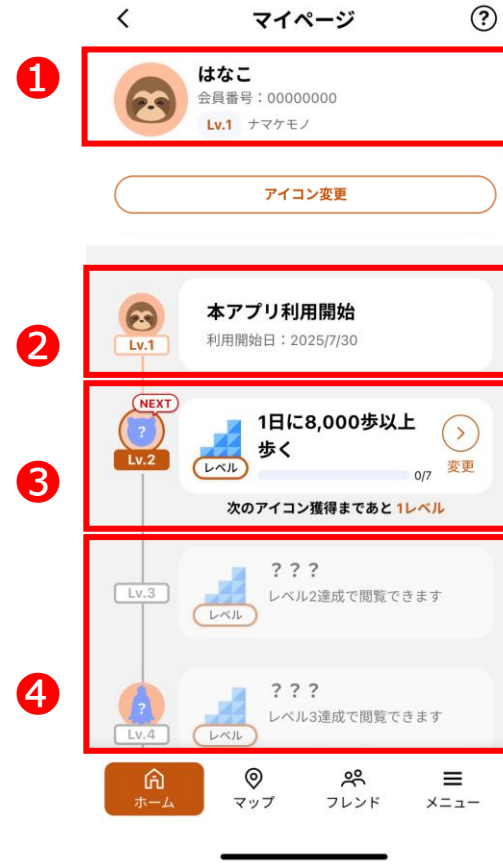 マイページ
?
1
はなこ
会員番号：00000000
Lv.1 ナマケモノ
アイコン変更
2
Lv.1
本アプリ利用開始
利用開始日：2025/7/30
3
NEXT
?
Lv.2
レベル
1日に8,000歩以上
歩く
0/7
変更
次のアイコン獲得まであと 1レベル
4
Lv.3
レベル
？？？
レベル2達成で閲覧できます
?
Lv.4
レベル
？？？
レベル3達成で閲覧できます
ホーム マップ フレンド メニュー